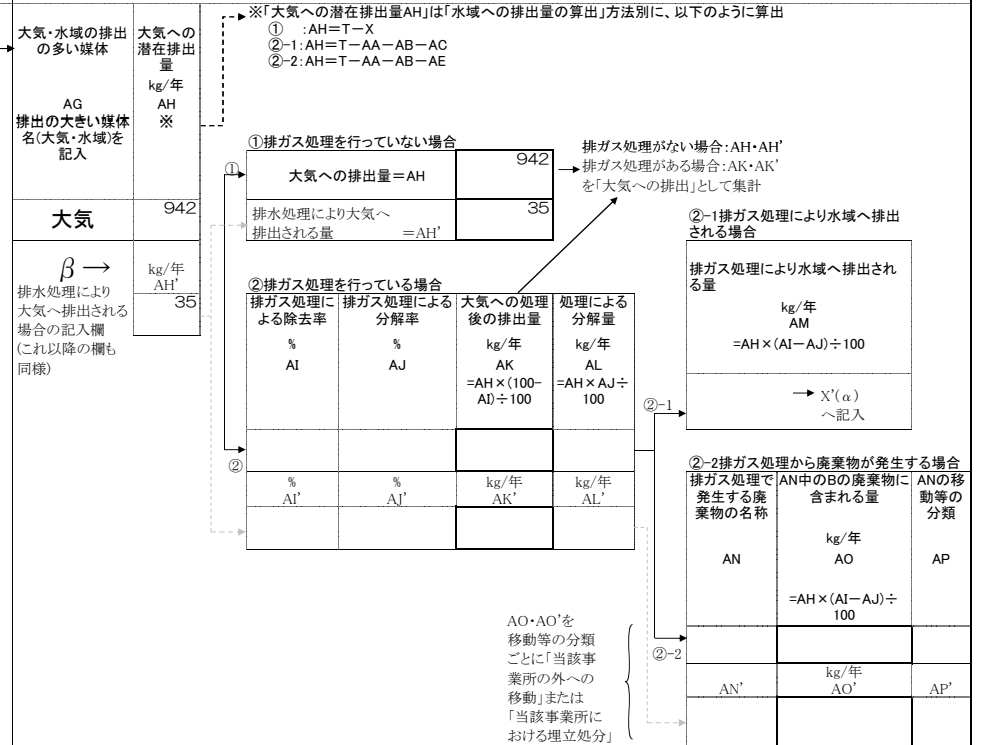 ※「大気への潜在排出量AH」は「水域への排出量の算出」方法別に、以下のように算出
① :AH=T-X
②-1:AH=T-AA-AB-AC
②-2:AH=T-AA-AB-AE
大気・水域の排出
の多い媒体
AG
排出の大きい媒体
名(大気・水域)を
記入
大気への
潜在排出
量
kg/年
AH
※
大気
942
β →
排水処理により
大気へ排出される
場合の記入欄
(これ以降の欄も
同様)
kg/年
AH'
35
①排ガス処理を行っていない場合
①
大気への排出量=AH
942
排水処理により大気へ
排出される量 =AH'
35
排ガス処理がない場合:AH・AH'
排ガス処理がある場合:AK・AK'
を「大気への排出」として集計
②排ガス処理を行っている場合
排ガス処理に
よる除去率
%
AI
排ガス処理による
分解率
%
AJ
大気への処理
後の排出量
kg/年
AK
=AH×(100-
AI)÷100
処理による
分解量
kg/年
AL
=AH×AJ÷
100
②
%
AI'
%
AJ'
kg/年
AK'
kg/年
AL'
②-1排ガス処理により水域へ排出
される場合
排ガス処理により水域へ排出され
る量
kg/年
AM
=AH×(AI-AJ)÷100
→ X'(α)
へ記入
②-1
②-2排ガス処理から廃棄物が発生する場合
排ガス処理で
発生する廃
棄物の名称
AN
AN中のBの廃棄物に
含まれる量
kg/年
AO
=AH×(AI-AJ)÷
100
ANの移
動等の
分類
AP
②-2
AN'
kg/年
AO'
AP'
AO・AO'を
移動等の分類
ごとに「当該事
業所の外への
移動」または
「当該事業所に
おける埋立処分」